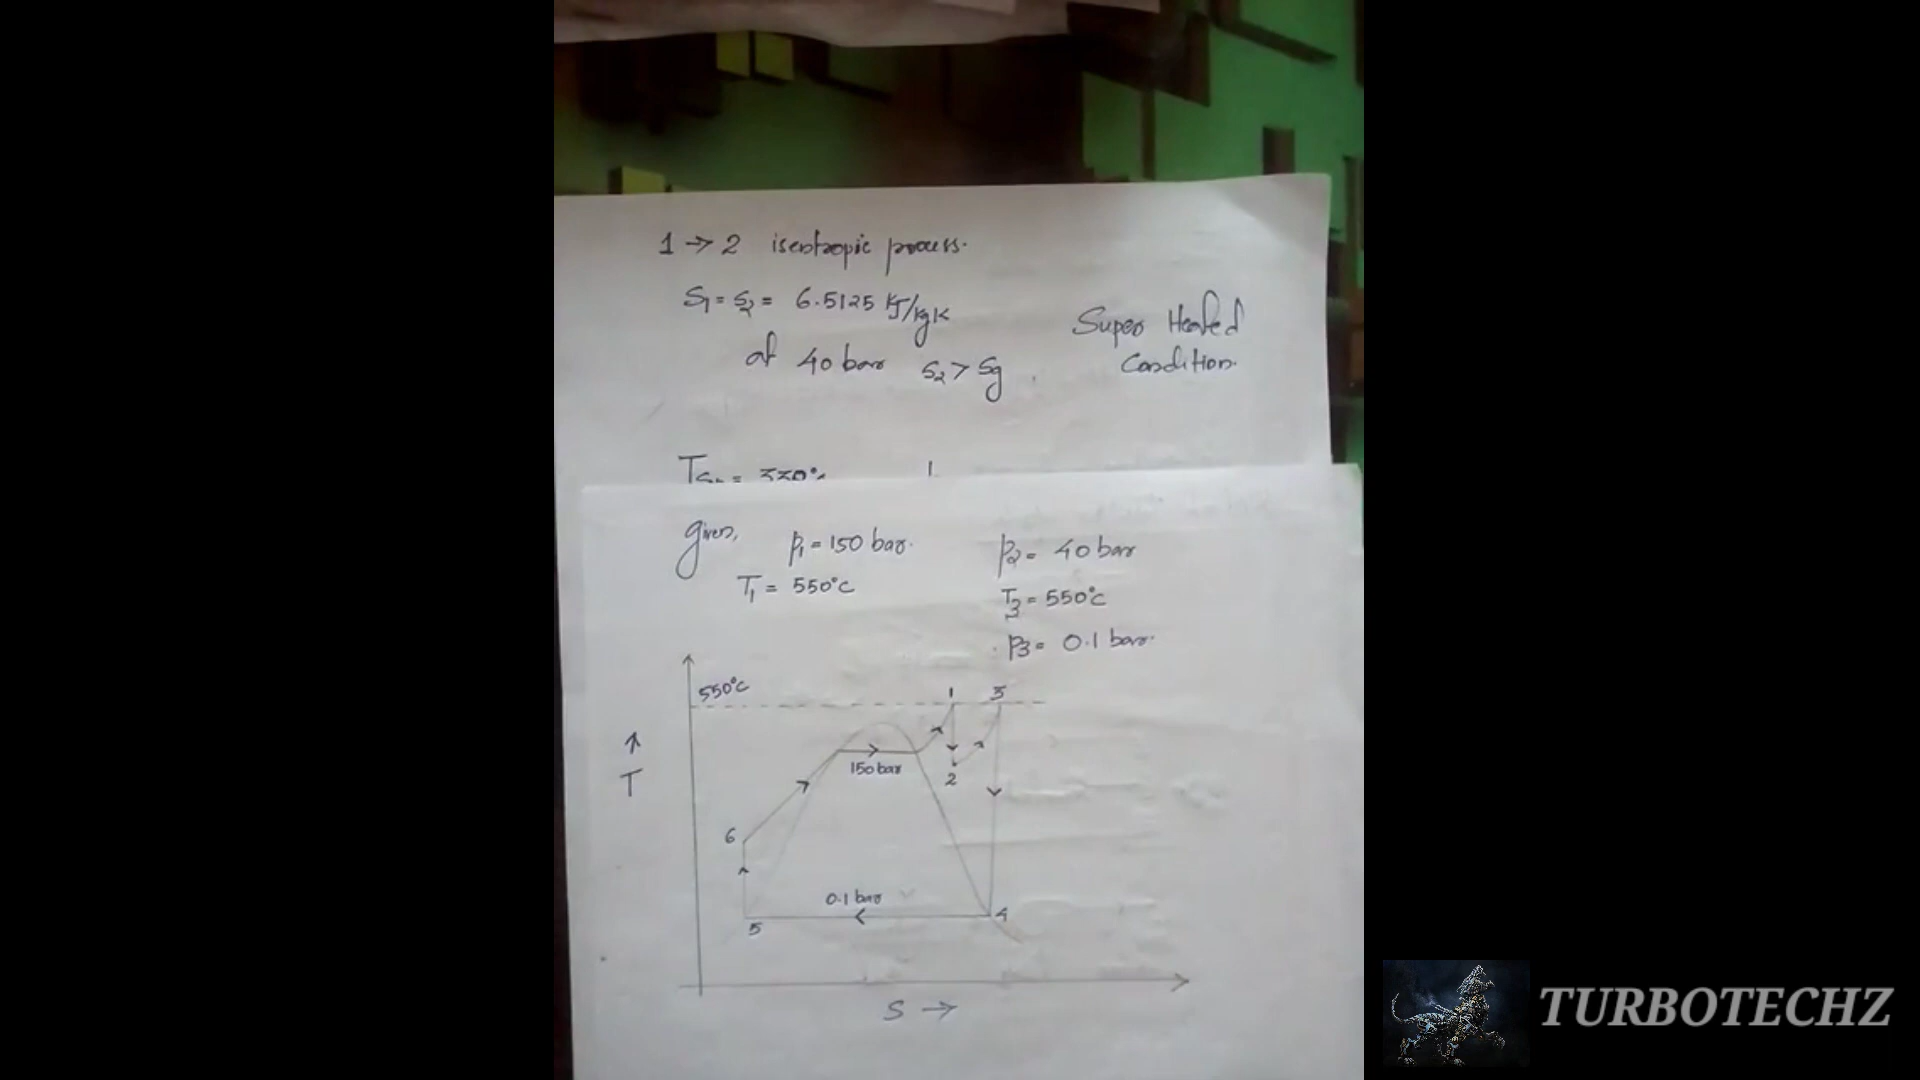 1 → 2 isentropic process.
S₁ = S₂ = 6.5125 kJ/kgK
at 40 bar S₂ > Sg
Super Heated
Condition.
given,
P₁ = 150 bar.
T₁ = 550°C
P₂ = 40 bar
T₃ = 550°C
P₃ = 0.1 bar.
550°C
1 3
150 bar
2
↑
T
6
0.1 bar
4
5
S →
TURBOTECHZ